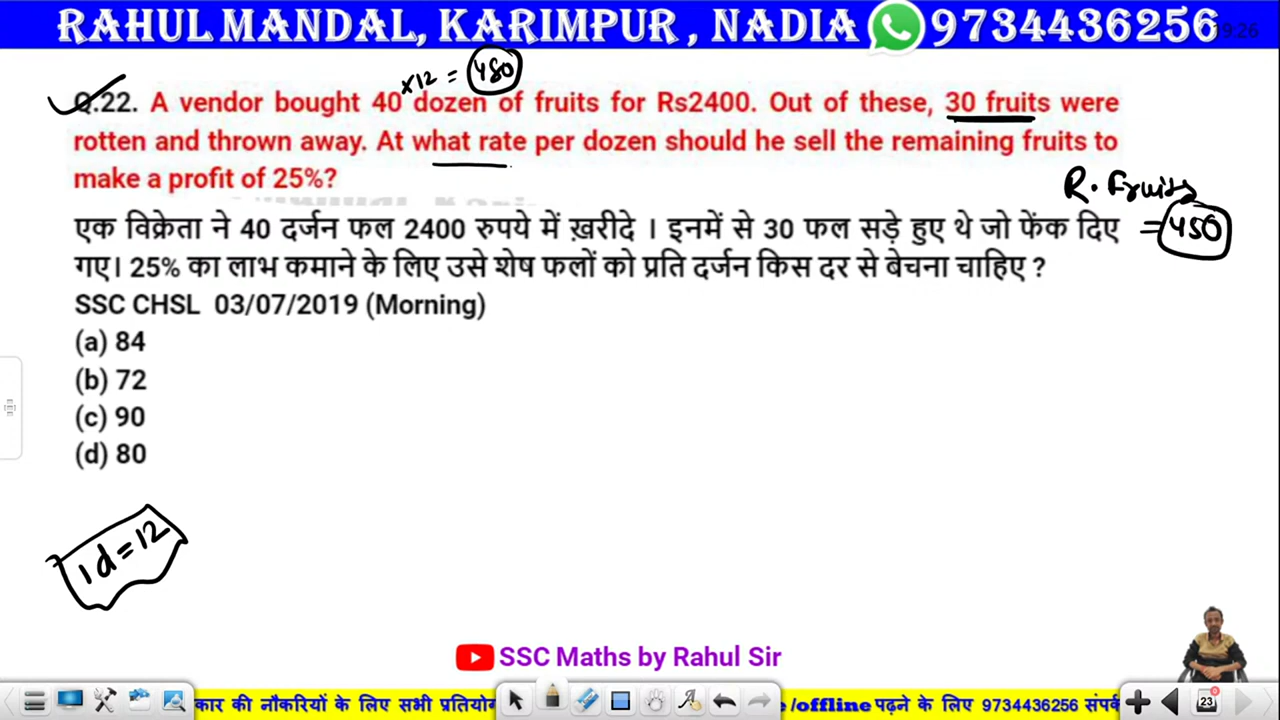 RAHUL MANDAL, KARIMPUR , NADIA 9734436256
×12 = 480
Q.22. A vendor bought 40 dozen of fruits for Rs2400. Out of these, 30 fruits were
rotten and thrown away. At what rate per dozen should he sell the remaining fruits to
make a profit of 25%?
R. Fruits
= 450
एक विक्रेता ने 40 दर्जन फल 2400 रुपये में ख़रीदे । इनमें से 30 फल सड़े हुए थे जो फेंक दिए
गए। 25% का लाभ कमाने के लिए उसे शेष फलों को प्रति दर्जन किस दर से बेचना चाहिए ?
SSC CHSL 03/07/2019 (Morning)
(a) 84
(b) 72
(c) 90
(d) 80
1d=12
SSC Maths by Rahul Sir
कार की नौकरियों के लिए सभी प्रतियोग
/offline पढ़ने के लिए 9734436256 संपर्क
23